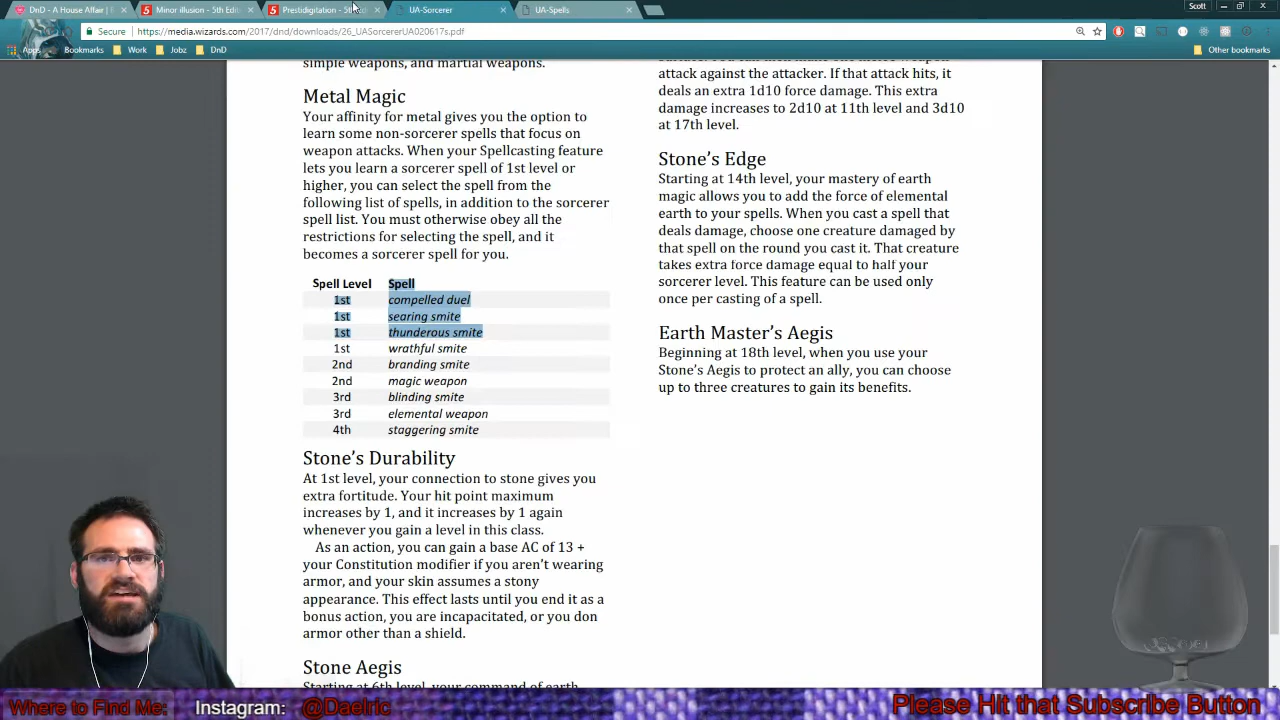 DnD - A House Affair | R
Minor illusion - 5th Edit
Prestidigitation - 5th
UA-Sorcerer
UA-Spells
Scott
Secure
https://media.wizards.com/2017/dnd/downloads/26_UASorcererUA020617s.pdf
Apps
Bookmarks
Work
Jobz
DnD
Other bookmarks
simple weapons, and martial weapons.
Metal Magic
Your affinity for metal gives you the option to
learn some non-sorcerer spells that focus on
weapon attacks. When your Spellcasting feature
lets you learn a sorcerer spell of 1st level or
higher, you can select the spell from the
following list of spells, in addition to the sorcerer
spell list. You must otherwise obey all the
restrictions for selecting the spell, and it
becomes a sorcerer spell for you.
Spell Level Spell
1st compelled duel
1st searing smite
1st thunderous smite
1st wrathful smite
2nd branding smite
2nd magic weapon
3rd blinding smite
3rd elemental weapon
4th staggering smite
Stone's Durability
At 1st level, your connection to stone gives you
extra fortitude. Your hit point maximum
increases by 1, and it increases by 1 again
whenever you gain a level in this class.
As an action, you can gain a base AC of 13 +
your Constitution modifier if you aren't wearing
armor, and your skin assumes a stony
appearance. This effect lasts until you end it as a
bonus action, you are incapacitated, or you don
armor other than a shield.
Stone Aegis
Starting at 6th level, your command of earth
attack against the attacker. If that attack hits, it
deals an extra 1d10 force damage. This extra
damage increases to 2d10 at 11th level and 3d10
at 17th level.
Stone's Edge
Starting at 14th level, your mastery of earth
magic allows you to add the force of elemental
earth to your spells. When you cast a spell that
deals damage, choose one creature damaged by
that spell on the round you cast it. That creature
takes extra force damage equal to half your
sorcerer level. This feature can be used only
once per casting of a spell.
Earth Master's Aegis
Beginning at 18th level, when you use your
Stone's Aegis to protect an ally, you can choose
up to three creatures to gain its benefits.
Where to Find Me:
Instagram:
@Daelric
Please Hit that Subscribe Button